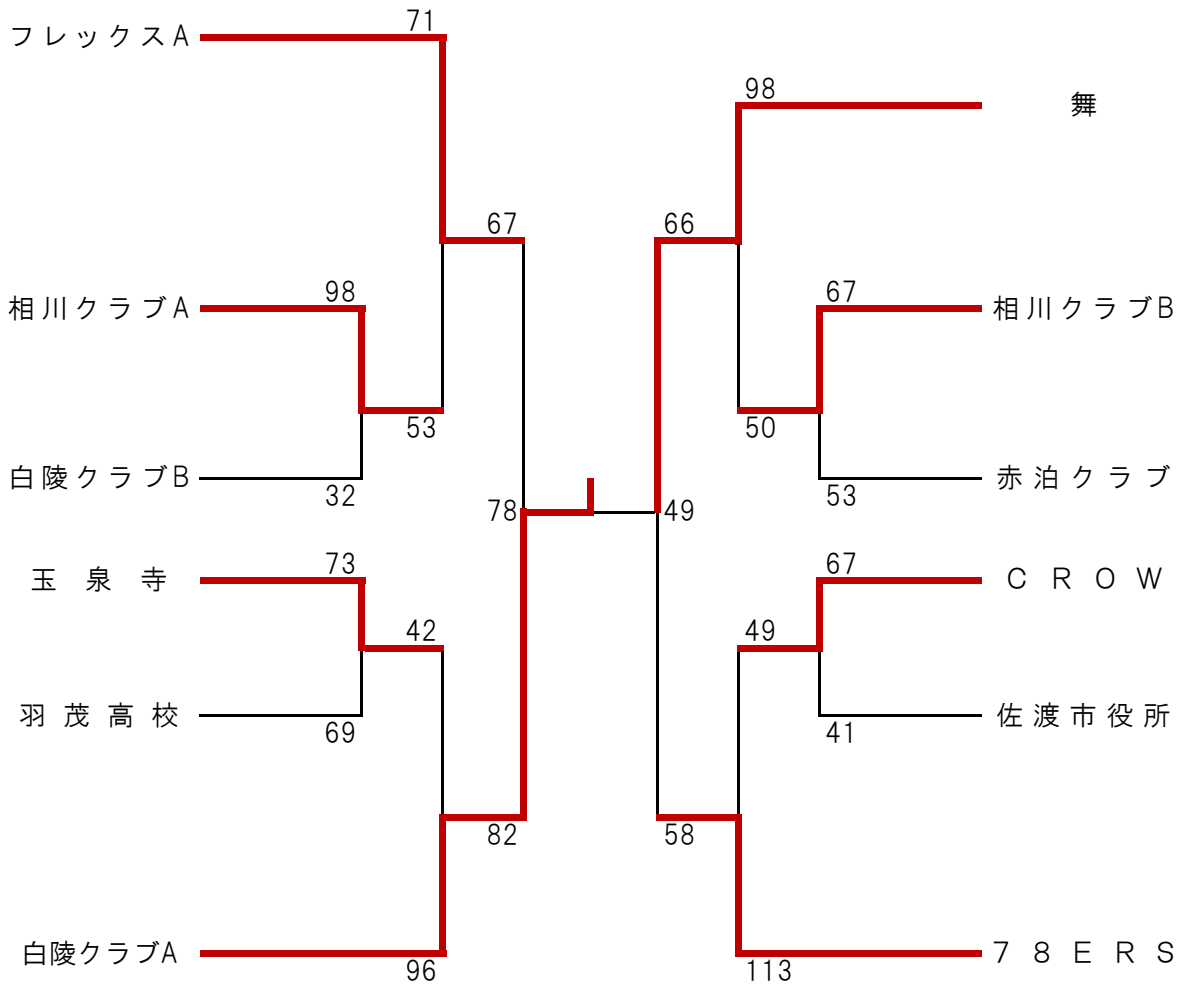 71
フレックスA
98
舞
67
66
98
67
相川クラブA
相川クラブB
53
50
白陵クラブB
赤泊クラブ
32
53
78
49
73
67
玉泉寺
CROW
42
49
羽茂高校
佐渡市役所
69
41
82
58
白陵クラブA
78ERS
96
113